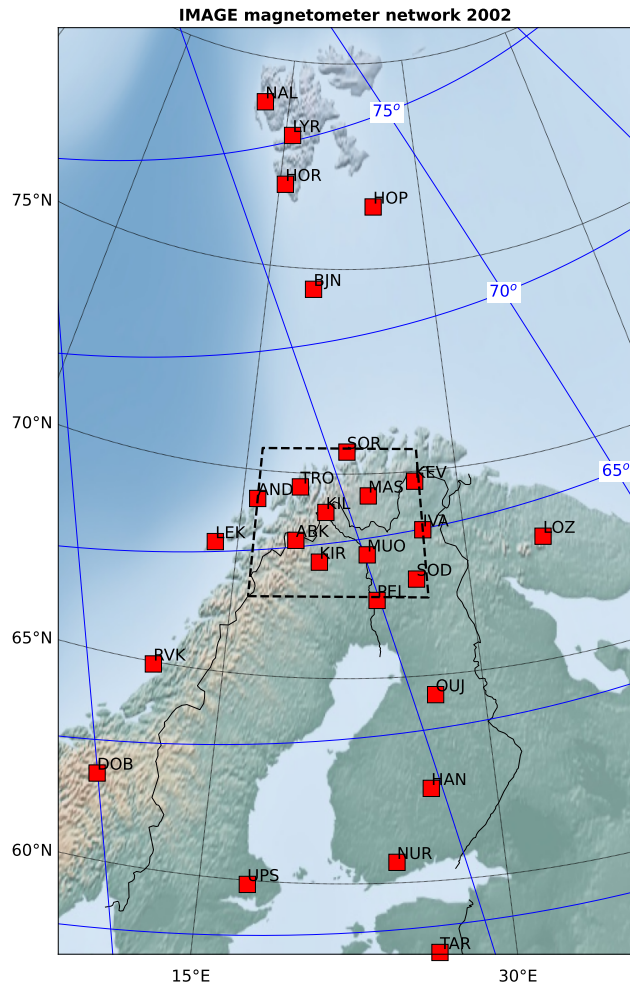 IMAGE magnetometer network 2002
NAL
75°
LYR
HOR
75°N
HOP
BJN
70°
70°N
SOR
65°
KEV
TRO
MAS
AND
KIL
IVA
LOZ
LEK
ABK
MUO
KIR
SOD
PEL
65°N
RVK
OUJ
DOB
HAN
60°N
NUR
UPS
TAR
15°E
30°E